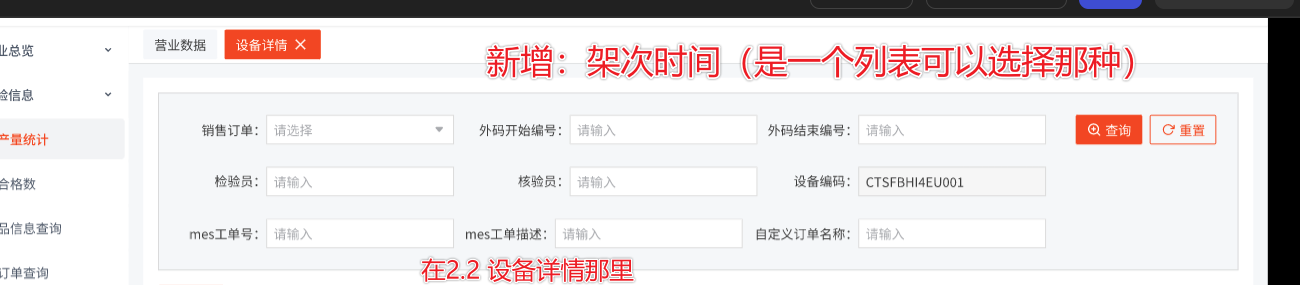 业总览
营业数据 设备详情
新增：架次时间（是一个列表可以选择那种）
验信息
销售订单： 请选择 外码开始编号： 请输入 外码结束编号： 请输入 查询 重置
产量统计
检验员： 请输入 核验员： 请输入 设备编码： CTSFBHI4EU001
合格数
mes工单号： 请输入 mes工单描述： 请输入 自定义订单名称： 请输入
品信息查询
在2.2 设备详情那里
订单查询